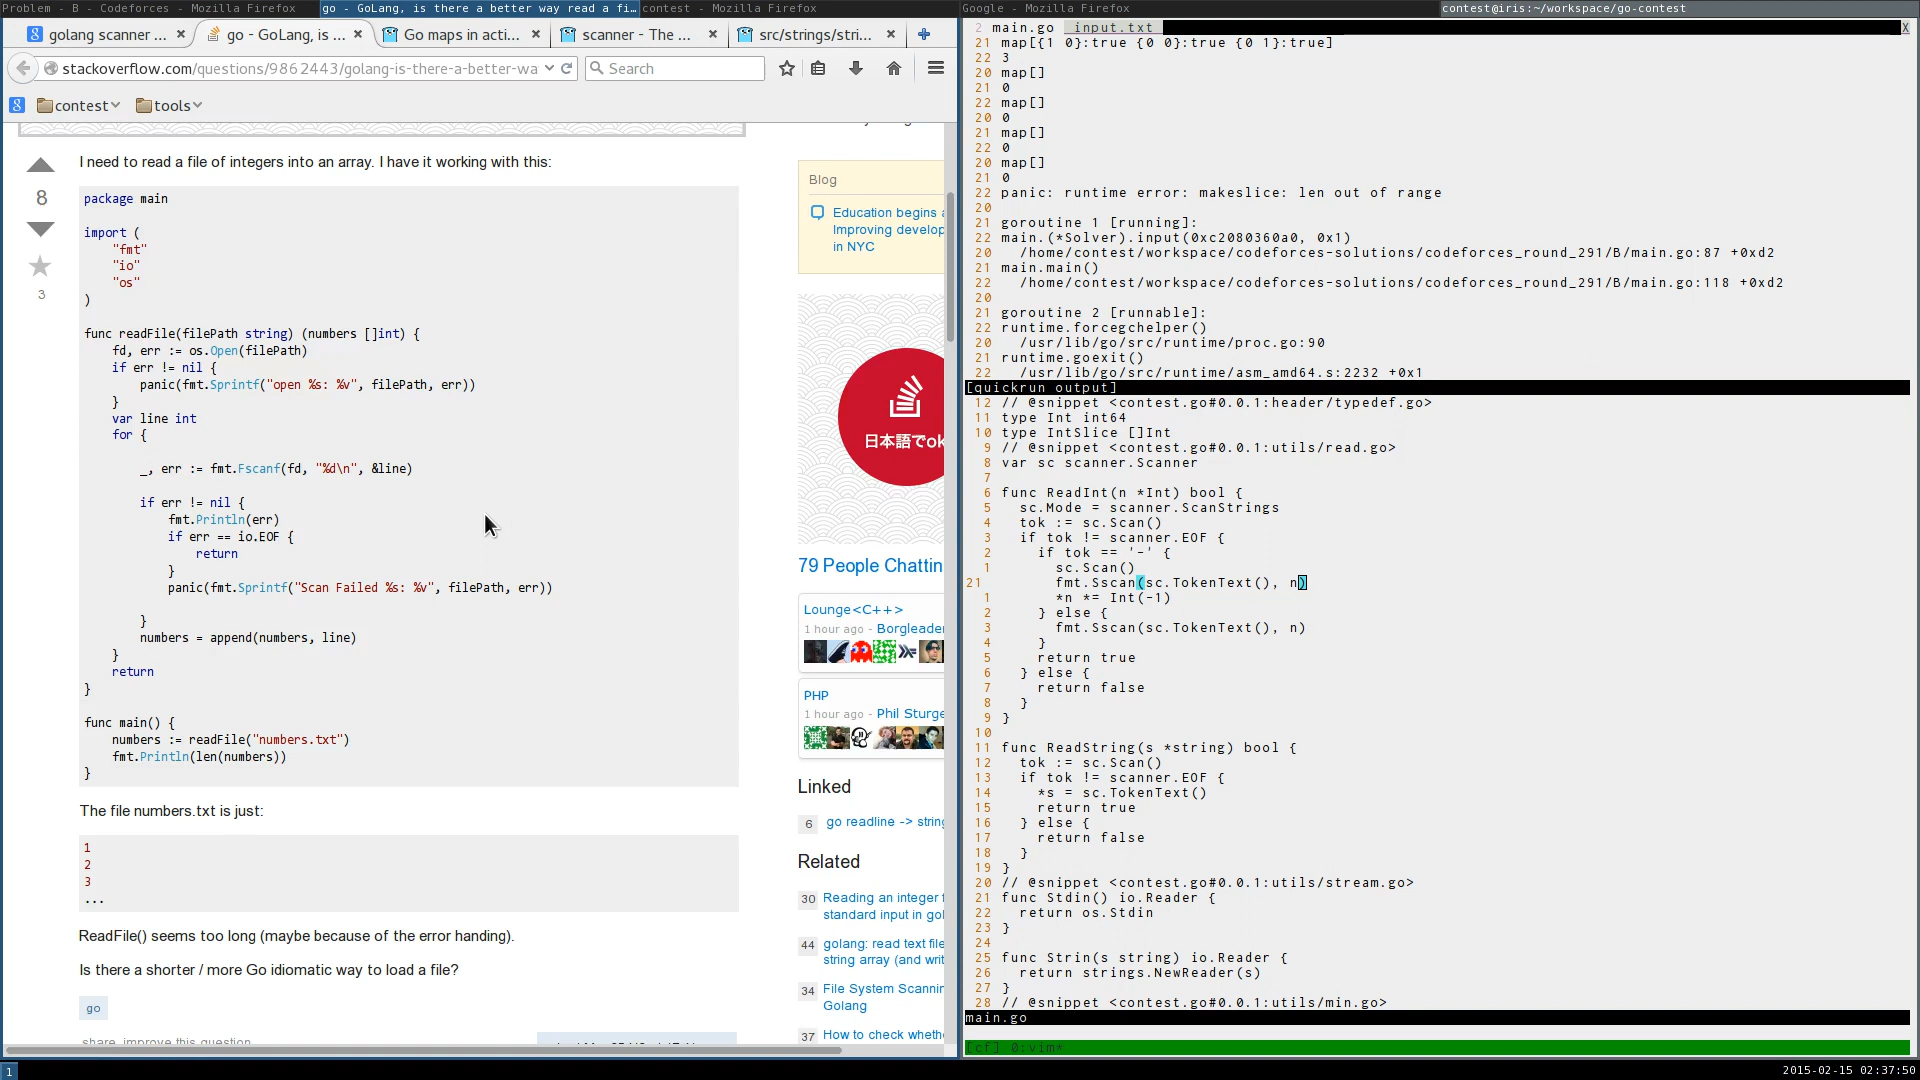 Problem - B - Codeforces - Mozilla Firefox
go - GoLang, is there a better way read a fi...
contest - Mozilla Firefox
Google - Mozilla Firefox
contest@iris:~/workspace/go-contest
golang scanner ...
go - GoLang, is ...
Go maps in acti...
scanner - The ...
src/strings/stri...
stackoverflow.com/questions/9862443/golang-is-there-a-better-wa
Search
contest
tools
I need to read a file of integers into an array. I have it working with this:
8
3
package main
import (
"fmt"
"io"
"os"
)
func readFile(filePath string) (numbers []int) {
fd, err := os.Open(filePath)
if err != nil {
panic(fmt.Sprintf("open %s: %v", filePath, err))
}
var line int
for {
_, err := fmt.Fscanf(fd, "%d\n", &line)
if err != nil {
fmt.Println(err)
if err == io.EOF {
return
}
panic(fmt.Sprintf("Scan Failed %s: %v", filePath, err))
}
numbers = append(numbers, line)
}
return
}
func main() {
numbers := readFile("numbers.txt")
fmt.Println(len(numbers))
}
The file numbers.txt is just:
1
2
3
...
ReadFile() seems too long (maybe because of the error handing).
Is there a shorter / more Go idiomatic way to load a file?
go
share improve this question
Blog
Education begins a
Improving develop
in NYC
日本語でok
79 People Chattin
Lounge<C++>
1 hour ago - Borgleader
PHP
1 hour ago - Phil Sturge
Linked
6 go readline -> string
Related
30 Reading an integer f
standard input in gol
44 golang: read text file
string array (and writ
34 File System Scannin
Golang
37 How to check whethe
2 main.go input.txt X
21 map[{1 0}:true {0 0}:true {0 1}:true]
22 3
20 map[]
21 0
22 map[]
20 0
21 map[]
22 0
20 map[]
21 0
22 panic: runtime error: makeslice: len out of range
20
21 goroutine 1 [running]:
22 main.(*Solver).input(0xc2080360a0, 0x1)
20 /home/contest/workspace/codeforces-solutions/codeforces_round_291/B/main.go:87 +0xd2
21 main.main()
22 /home/contest/workspace/codeforces-solutions/codeforces_round_291/B/main.go:118 +0xd2
20
21 goroutine 2 [runnable]:
22 runtime.forcegchelper()
20 /usr/lib/go/src/runtime/proc.go:90
21 runtime.goexit()
22 /usr/lib/go/src/runtime/asm_amd64.s:2232 +0x1
[quickrun output]
12 // @snippet <contest.go#0.0.1:header/typedef.go>
11 type Int int64
10 type IntSlice []Int
9 // @snippet <contest.go#0.0.1:utils/read.go>
8 var sc scanner.Scanner
7
6 func ReadInt(n *Int) bool {
5 sc.Mode = scanner.ScanStrings
4 tok := sc.Scan()
3 if tok != scanner.EOF {
2 if tok == '-' {
1 sc.Scan()
21 fmt.Sscan(sc.TokenText(), n)
1 *n *= Int(-1)
2 } else {
3 fmt.Sscan(sc.TokenText(), n)
4 }
5 return true
6 } else {
7 return false
8 }
9 }
10
11 func ReadString(s *string) bool {
12 tok := sc.Scan()
13 if tok != scanner.EOF {
14 *s = sc.TokenText()
15 return true
16 } else {
17 return false
18 }
19 }
20 // @snippet <contest.go#0.0.1:utils/stream.go>
21 func Stdin() io.Reader {
22 return os.Stdin
23 }
24
25 func Strin(s string) io.Reader {
26 return strings.NewReader(s)
27 }
28 // @snippet <contest.go#0.0.1:utils/min.go>
main.go
[cf] 0:vim*
1
2015-02-15 02:37:50